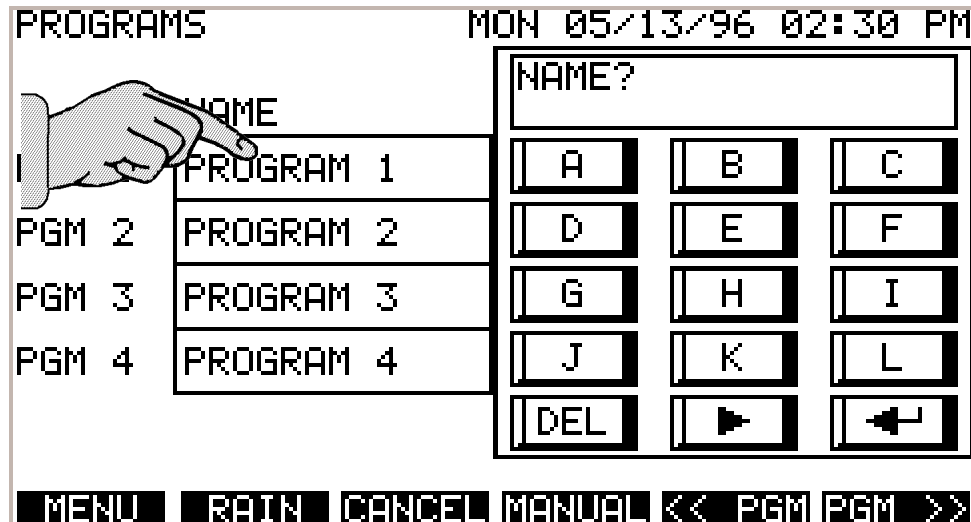 PROGRAMS MON 05/13/96 02:30 PM
NAME
PROGRAM 1
PGM 2 PROGRAM 2
PGM 3 PROGRAM 3
PGM 4 PROGRAM 4
NAME?
A B C
D E F
G H I
J K L
DEL ▶ ↵
MENU RAIN CANCEL MANUAL << PGM PGM >>